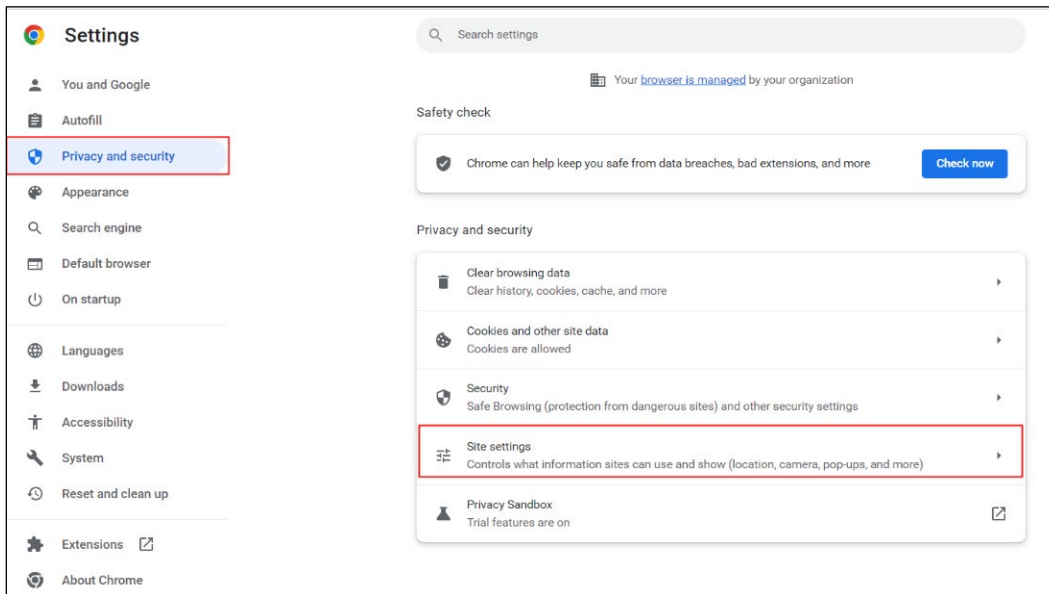 Settings
Search settings
You and Google
Autofill
Privacy and security
Appearance
Search engine
Default browser
On startup
Languages
Downloads
Accessibility
System
Reset and clean up
Extensions
About Chrome
Your browser is managed by your organization
Safety check
Chrome can help keep you safe from data breaches, bad extensions, and more
Check now
Privacy and security
Clear browsing data
Clear history, cookies, cache, and more
Cookies and other site data
Cookies are allowed
Security
Safe Browsing (protection from dangerous sites) and other security settings
Site settings
Controls what information sites can use and show (location, camera, pop-ups, and more)
Privacy Sandbox
Trial features are on